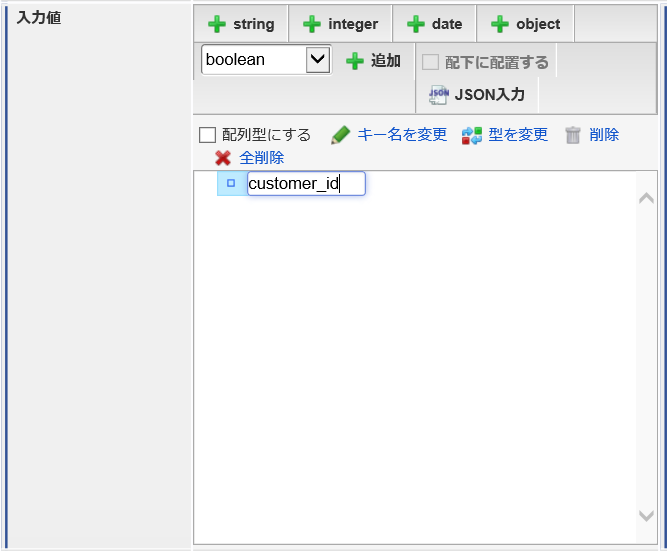 入力値
string integer date object
boolean 追加 配下に配置する
JSON入力
配列型にする キー名を変更 型を変更 削除
全削除
customer_id